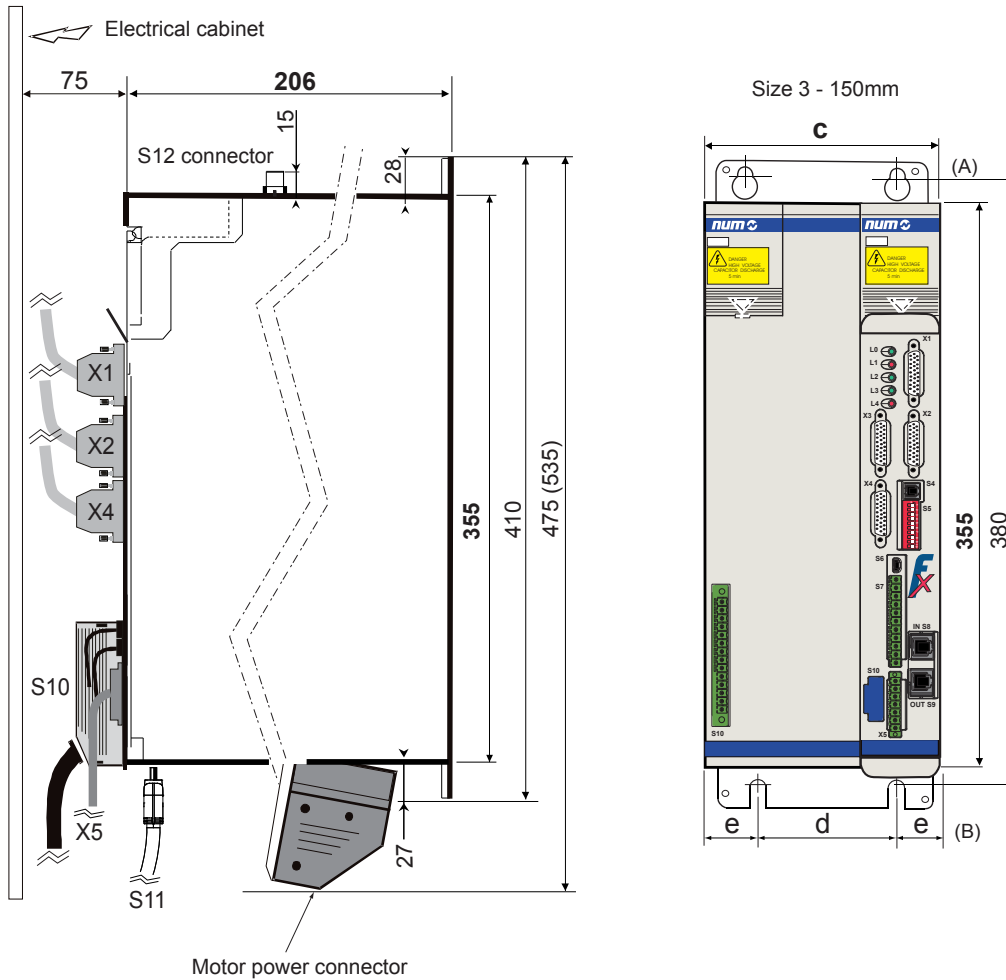 Electrical cabinet
75
206
15
S12 connector
28
X1
X2
X4
355
410
475 (535)
S10
X5
S11
27
Motor power connector
Size 3 - 150mm
c
(A)
num
num
DANGER
HIGH VOLTAGE
CAPACITOR DISCHARGE
5 min
DANGER
HIGH VOLTAGE
CAPACITOR DISCHARGE
5 min
X1
L0
L1
L2
L3
L4
X3
X2
X4
S4
S5
355
380
S6
S7
Fx
IN S8
S10
OUT S9
S10
X5
e
d
e
(B)